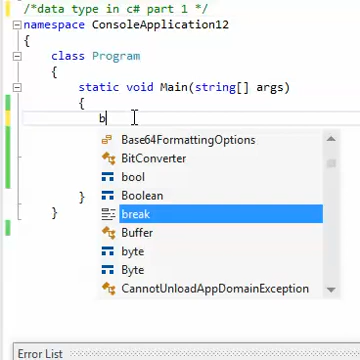 /*data type in c# part 1 */
namespace ConsoleApplication12
{
class Program
{
static void Main(string[] args)
{
b
Base64FormattingOptions
BitConverter
bool
Boolean
break
Buffer
byte
Byte
CannotUnloadAppDomainException
}
}
Error List